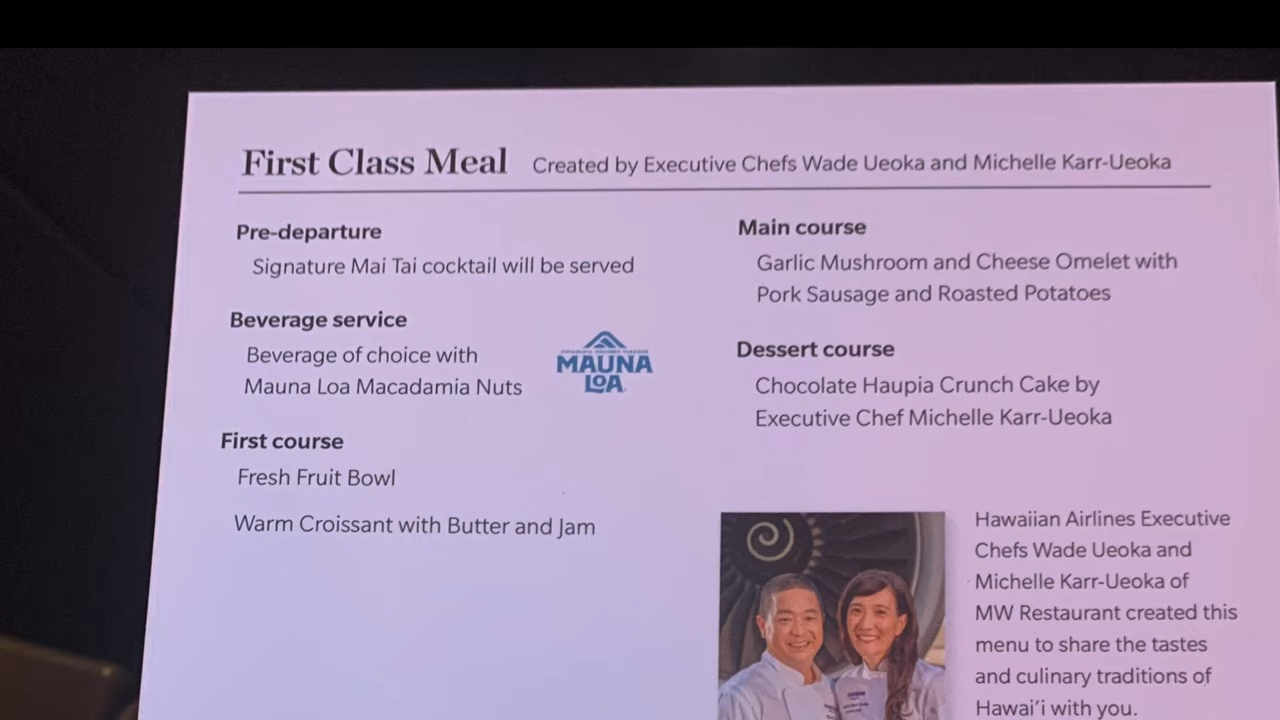 First Class Meal Created by Executive Chefs Wade Ueoka and Michelle Karr-Ueoka
Pre-departure
Signature Mai Tai cocktail will be served
Beverage service
Beverage of choice with
Mauna Loa Macadamia Nuts
MAUNA
LOA
First course
Fresh Fruit Bowl
Warm Croissant with Butter and Jam
Main course
Garlic Mushroom and Cheese Omelet with
Pork Sausage and Roasted Potatoes
Dessert course
Chocolate Haupia Crunch Cake by
Executive Chef Michelle Karr-Ueoka
Hawaiian Airlines Executive
Chefs Wade Ueoka and
Michelle Karr-Ueoka of
MW Restaurant created this
menu to share the tastes
and culinary traditions of
Hawaiʻi with you.